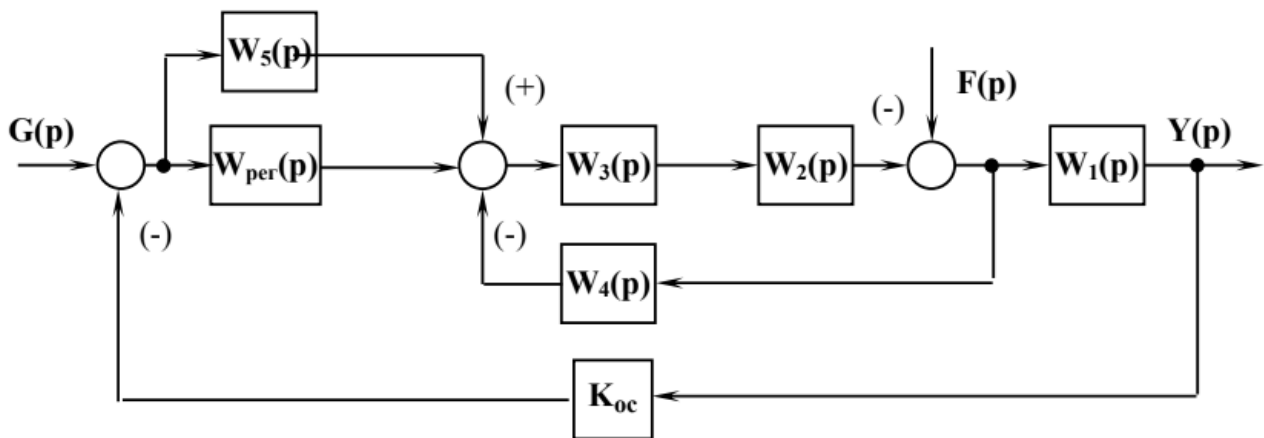 W₅(p)
(+)
F(p)
(-)
G(p)
Y(p)
Wрег(p)
W₃(p)
W₂(p)
W₁(p)
(-)
(-)
W₄(p)
Kос